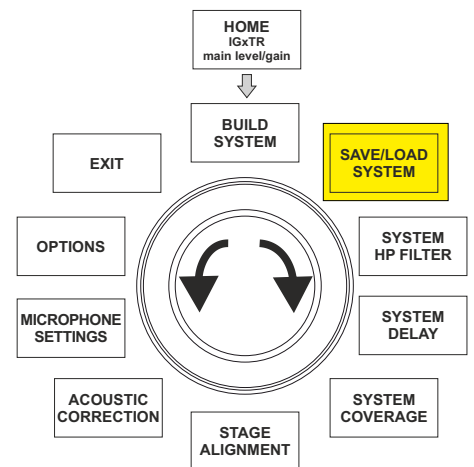 HOME
IGxTR
main level/gain
BUILD
SYSTEM
SAVE/LOAD
SYSTEM
SYSTEM
HP FILTER
SYSTEM
DELAY
SYSTEM
COVERAGE
STAGE
ALIGNMENT
ACOUSTIC
CORRECTION
MICROPHONE
SETTINGS
OPTIONS
EXIT